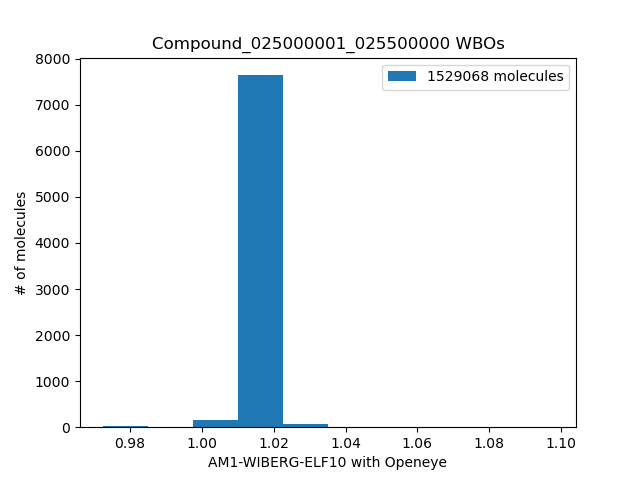 Compound_025000001_025500000 WBOs
1529068 molecules
# of molecules
8000
7000
6000
5000
4000
3000
2000
1000
0
0.98 1.00 1.02 1.04 1.06 1.08 1.10
AM1-WIBERG-ELF10 with Openeye